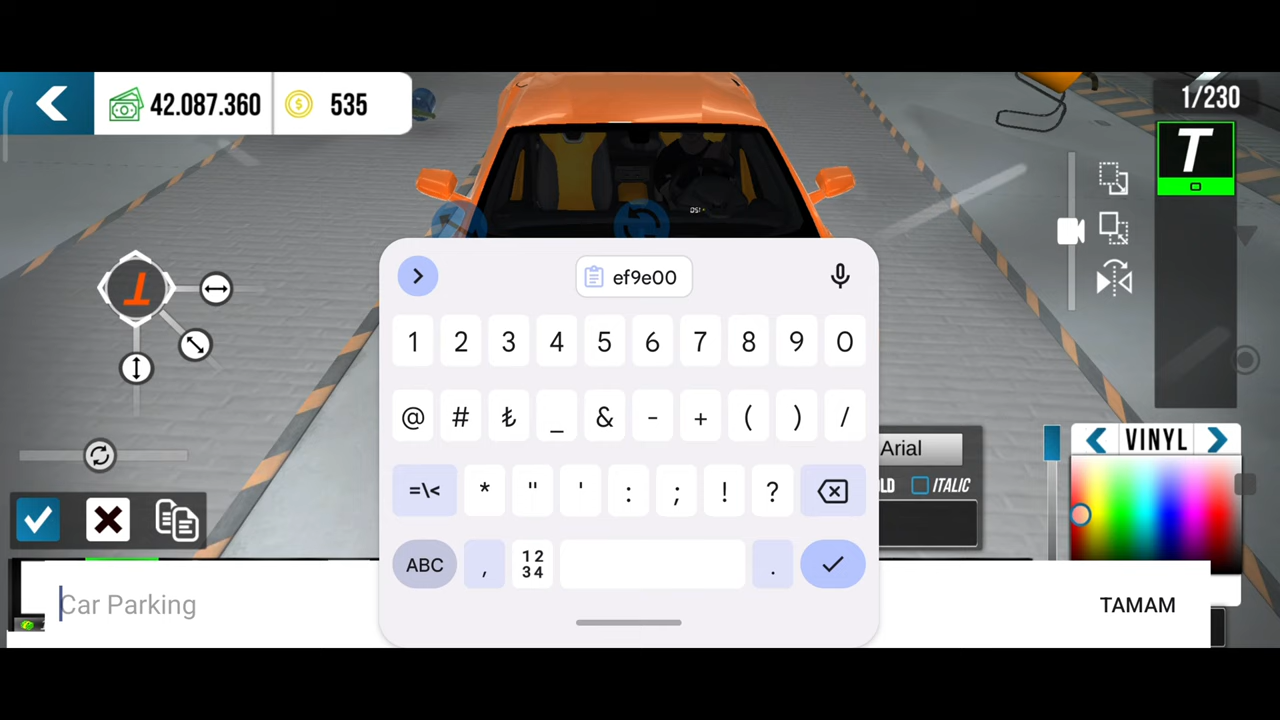 42.087.360
535
1/230
T
T
ef9e00
1 2 3 4 5 6 7 8 9 0
@ # ₺ _ & - + ( ) /
=\< * " ' : ; ! ?
ABC , 12 34 .
Arial
LD ITALIC
VINYL
Car Parking
TAMAM